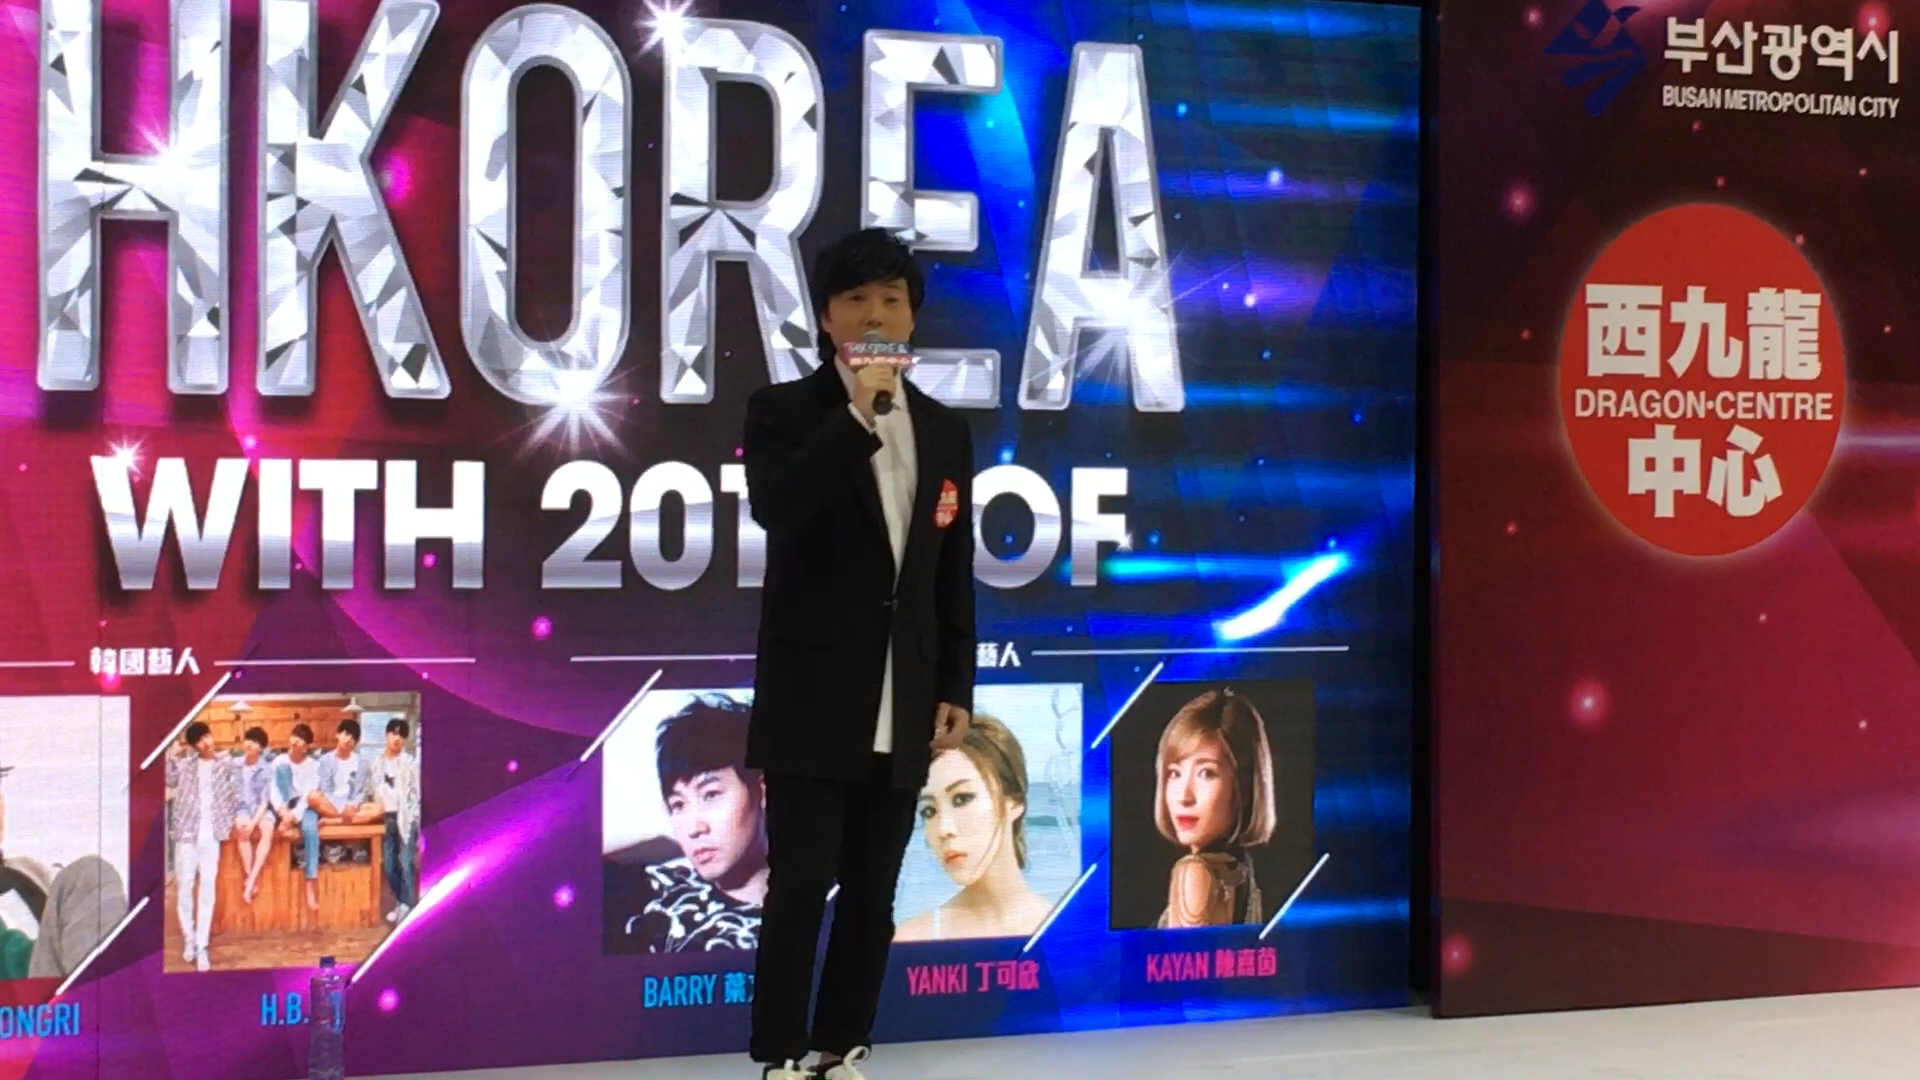 HKOREA
WITH 201 OF
韓國藝人
藝人
ONGRI
H.B.
BARRY 葉
YANKI 丁可欣
KAYAN 陳嘉茵
HKOREA
부산광역시
BUSAN METROPOLITAN CITY
西九龍
DRAGON·CENTRE
中心